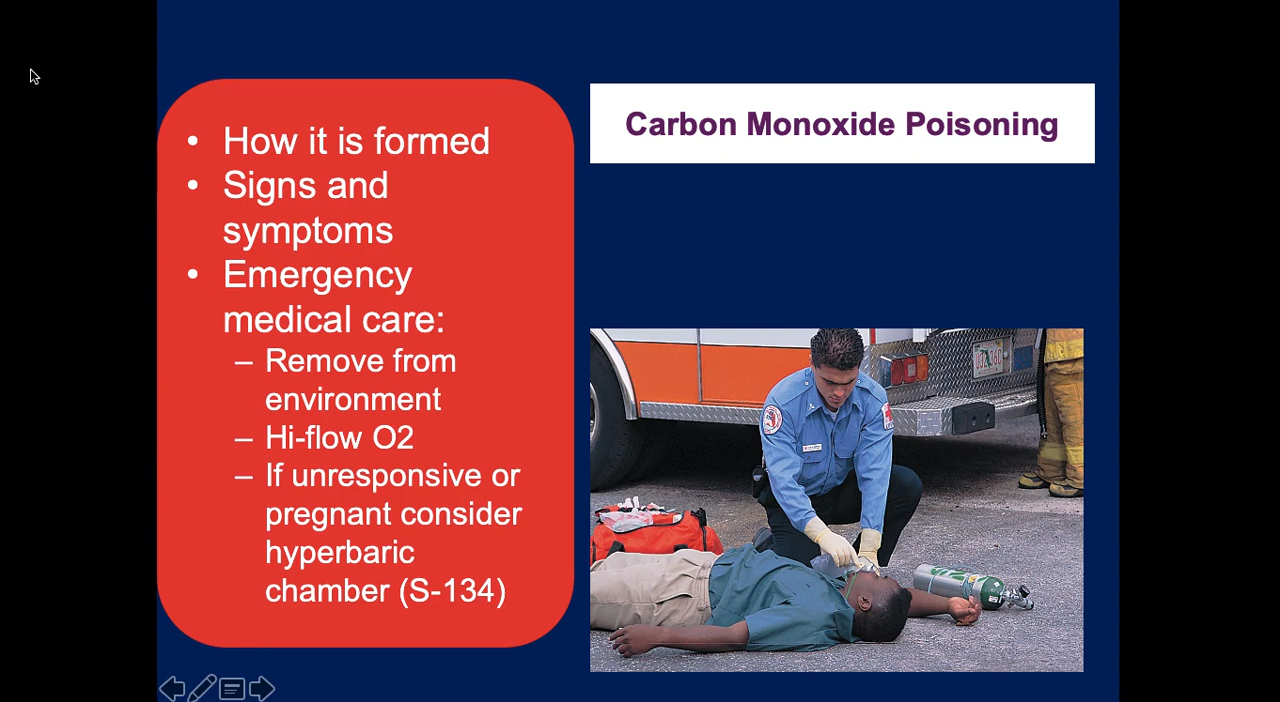 Carbon Monoxide Poisoning
• How it is formed
• Signs and
symptoms
• Emergency
medical care:
– Remove from
environment
– Hi-flow O2
– If unresponsive or
pregnant consider
hyperbaric
chamber (S-134)